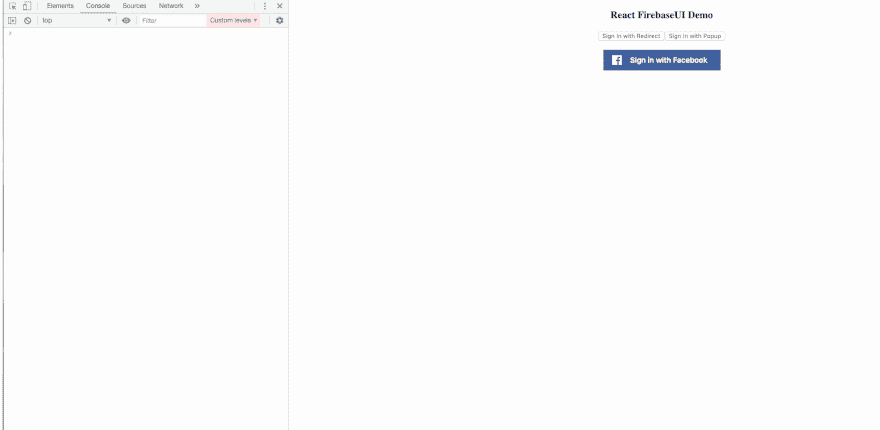 Elements Console Sources Network »
top Filter Custom levels
React FirebaseUI Demo
Sign In with Redirect Sign In with Popup
Sign in with Facebook